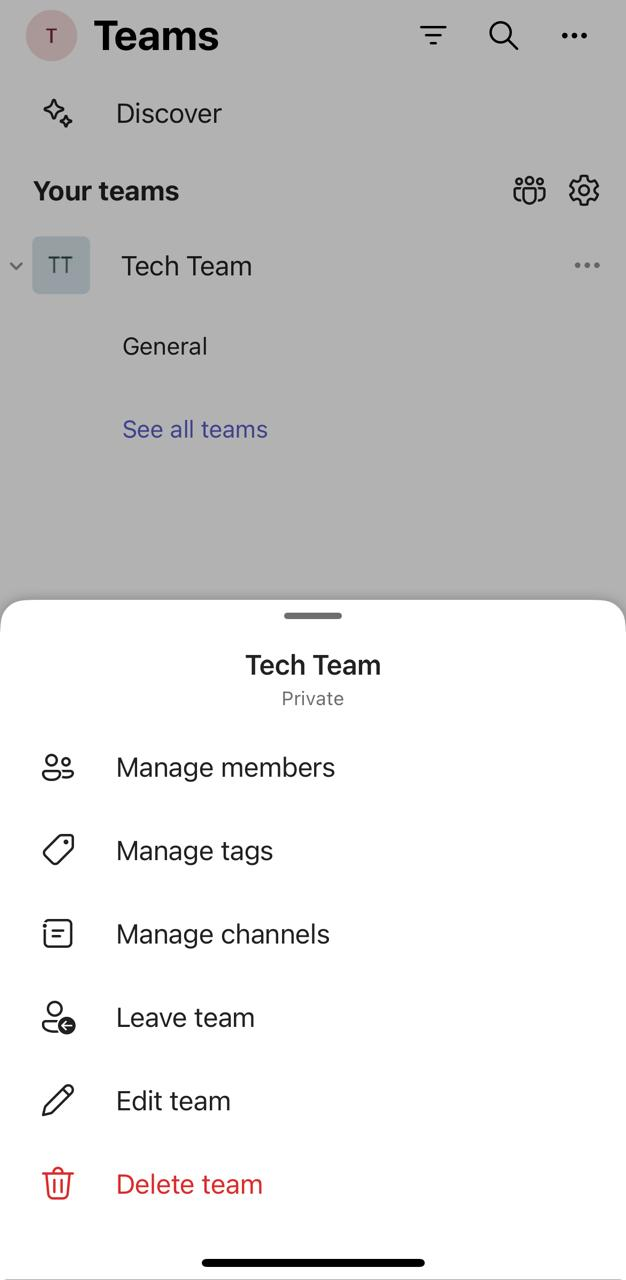 T
Teams
Discover
Your teams
TT
Tech Team
General
See all teams
Tech Team
Private
Manage members
Manage tags
Manage channels
Leave team
Edit team
Delete team